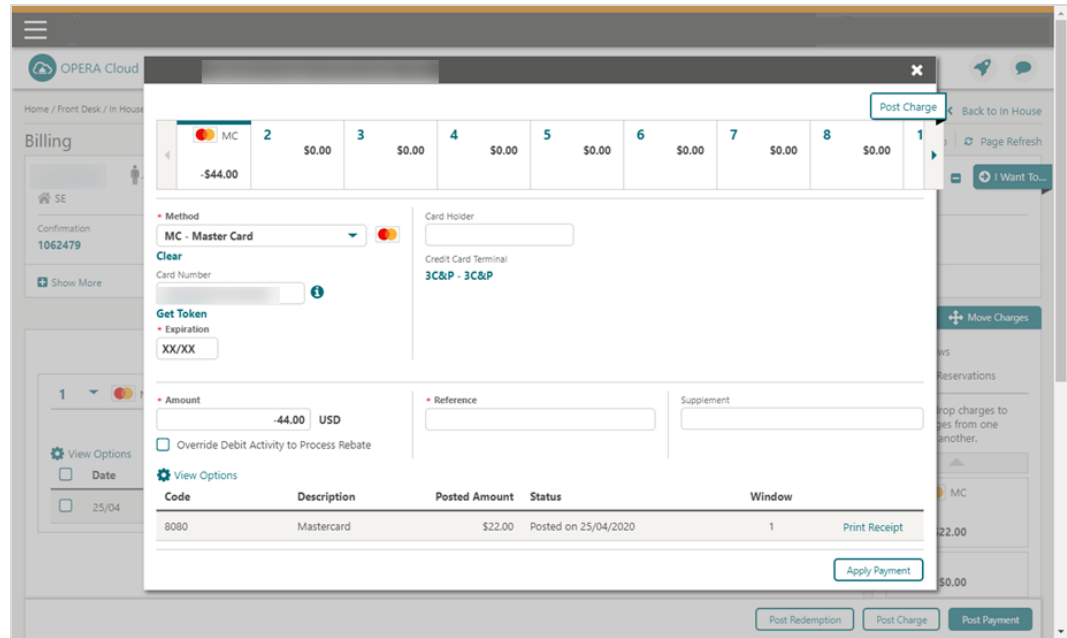 OPERA Cloud
Home / Front Desk / In House
Back to In House
Billing
Page Refresh
I Want To...
SE
Confirmation
1062479
Show More
Post Charge
MC 2 3 4 5 6 7 8 1
$0.00 $0.00 $0.00 $0.00 $0.00 $0.00 $0.00
-$44.00
* Method
MC - Master Card
Clear
Card Number
Get Token
* Expiration
XX/XX
Card Holder
Credit Card Terminal
3C&P - 3C&P
Move Charges
ws
Reservations
* Amount
-44.00 USD
Override Debit Activity to Process Rebate
* Reference
Supplement
1
rop charges to
ges from one
another.
View Options
Date
25/04
View Options
Code Description Posted Amount Status Window
8080 Mastercard $22.00 Posted on 25/04/2020 1 Print Receipt
MC
22.00
Apply Payment
$0.00
Post Redemption Post Charge Post Payment